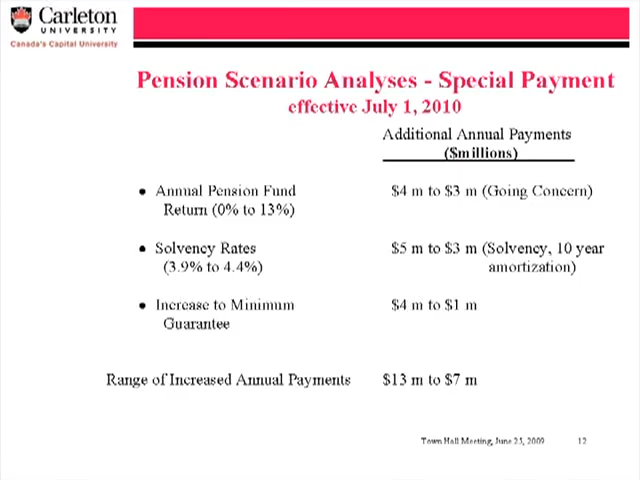 Carleton
UNIVERSITY
Canada's Capital University
Pension Scenario Analyses - Special Payment
effective July 1, 2010
Additional Annual Payments
($millions)
• Annual Pension Fund $4 m to $3 m (Going Concern)
Return (0% to 13%)
• Solvency Rates $5 m to $3 m (Solvency, 10 year
(3.9% to 4.4%) amortization)
• Increase to Minimum $4 m to $1 m
Guarantee
Range of Increased Annual Payments $13 m to $7 m
Town Hall Meeting, June 25, 2009 12